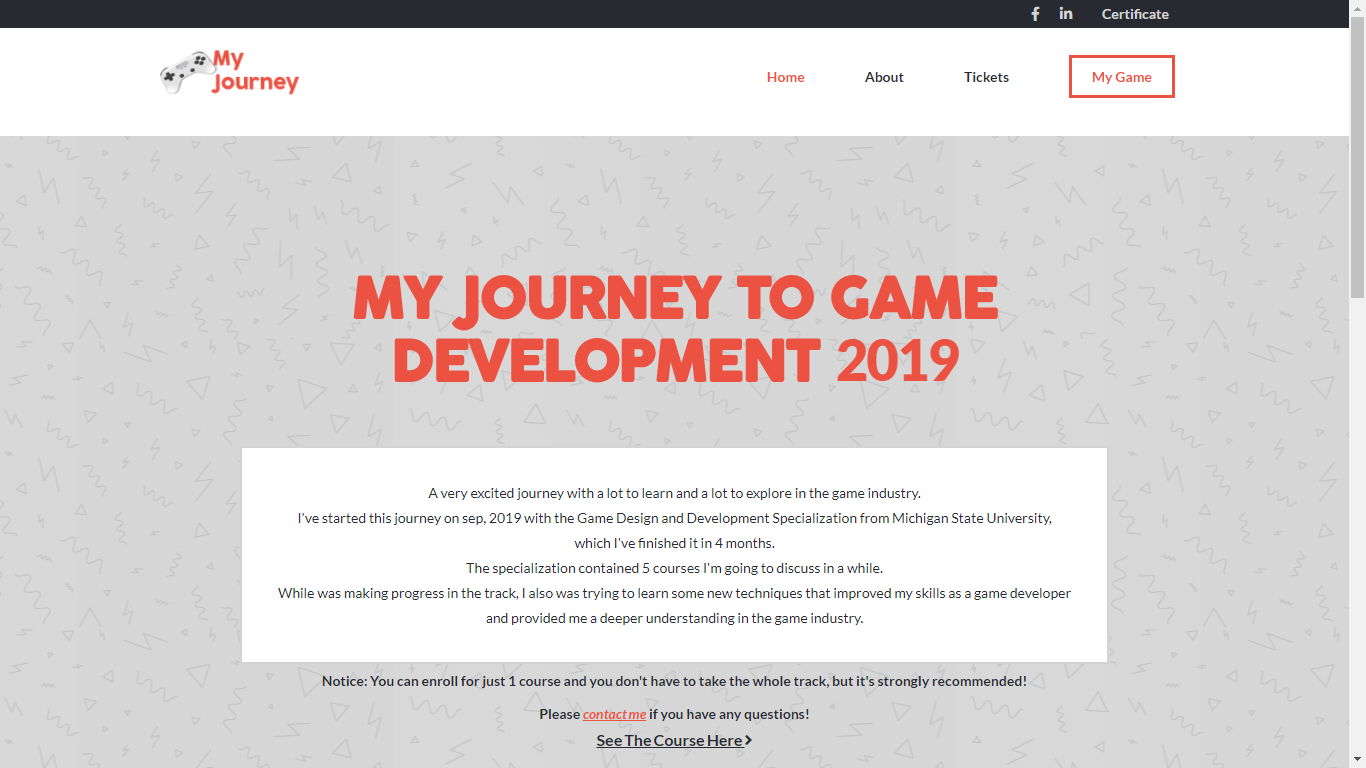 Certificate
My
Journey
Home
About
Tickets
My Game
MY JOURNEY TO GAME
DEVELOPMENT 2019
A very excited journey with a lot to learn and a lot to explore in the game industry.
I've started this journey on sep, 2019 with the Game Design and Development Specialization from Michigan State University,
which I've finished it in 4 months.
The specialization contained 5 courses I'm going to discuss in a while.
While was making progress in the track, I also was trying to learn some new techniques that improved my skills as a game developer
and provided me a deeper understanding in the game industry.
Notice: You can enroll for just 1 course and you don't have to take the whole track, but it's strongly recommended!
Please contact me if you have any questions!
See The Course Here